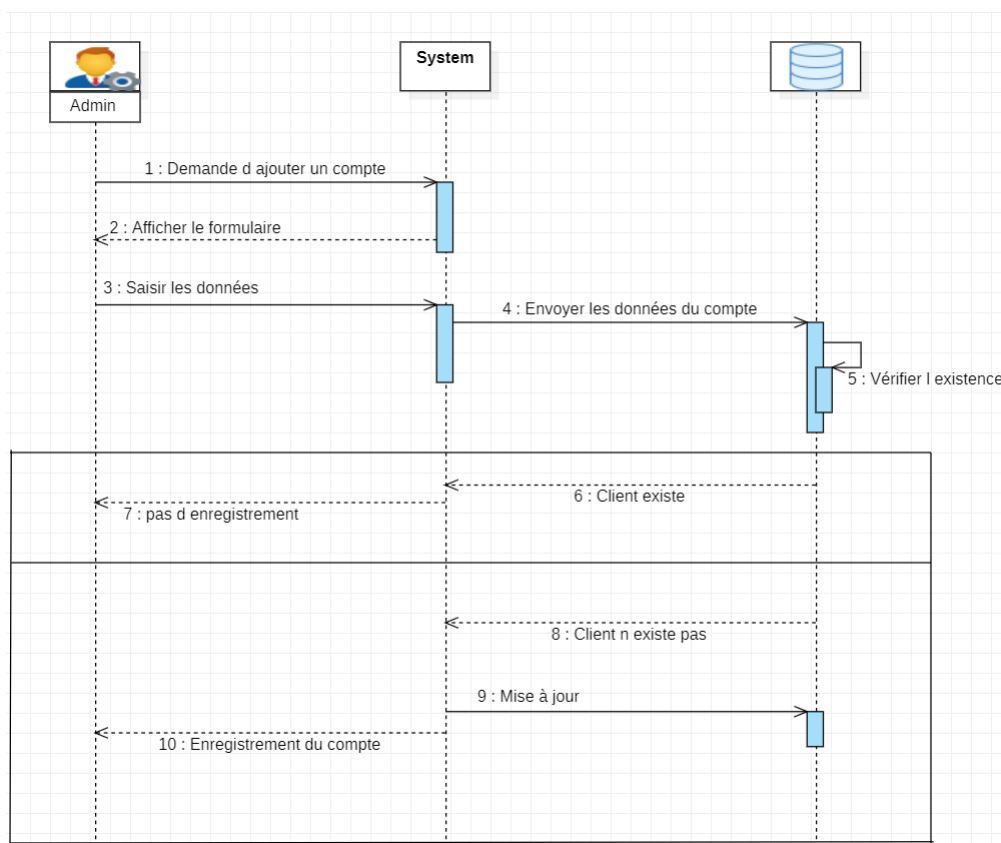 System
Admin
1 : Demande d ajouter un compte
2 : Afficher le formulaire
3 : Saisir les données
4 : Envoyer les données du compte
5 : Vérifier l existence
6 : Client existe
7 : pas d enregistrement
8 : Client n existe pas
9 : Mise à jour
10 : Enregistrement du compte